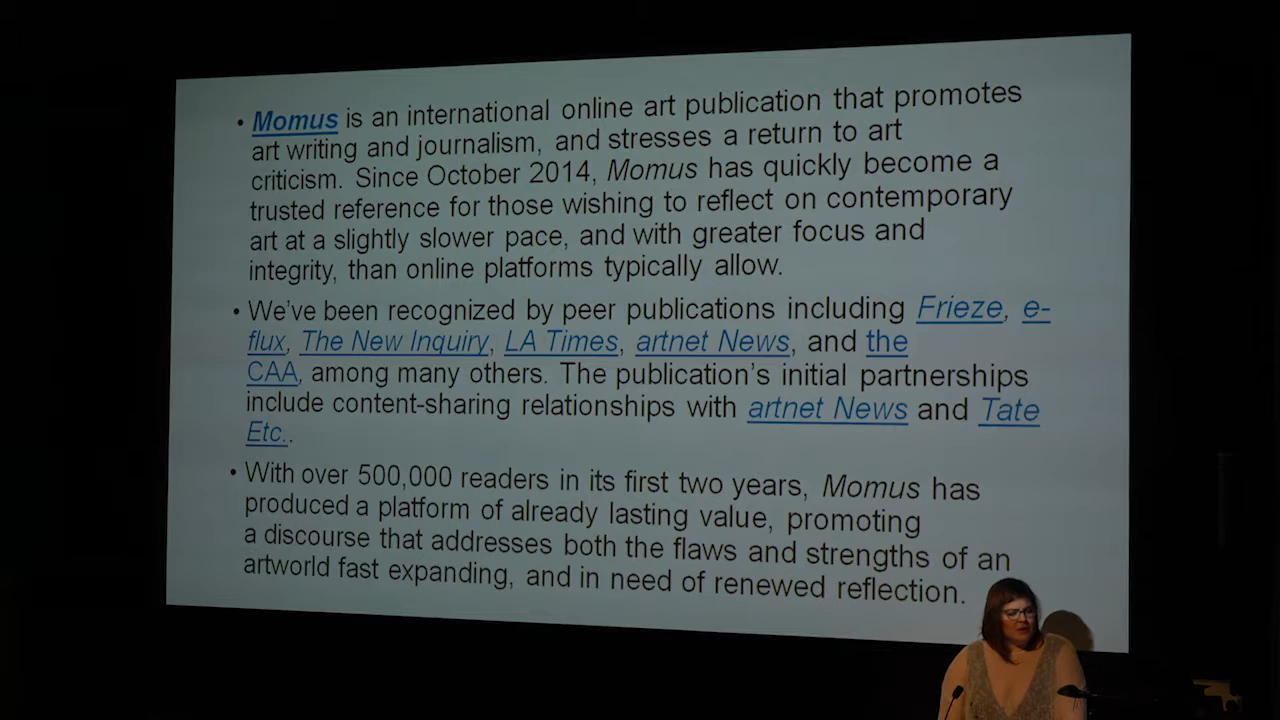 • Momus is an international online art publication that promotes
art writing and journalism, and stresses a return to art
criticism. Since October 2014, Momus has quickly become a
trusted reference for those wishing to reflect on contemporary
art at a slightly slower pace, and with greater focus and
integrity, than online platforms typically allow.
• We've been recognized by peer publications including Frieze, e-
flux, The New Inquiry, LA Times, artnet News, and the
CAA, among many others. The publication's initial partnerships
include content-sharing relationships with artnet News and Tate
Etc..
• With over 500,000 readers in its first two years, Momus has
produced a platform of already lasting value, promoting
a discourse that addresses both the flaws and strengths of an
artworld fast expanding, and in need of renewed reflection.